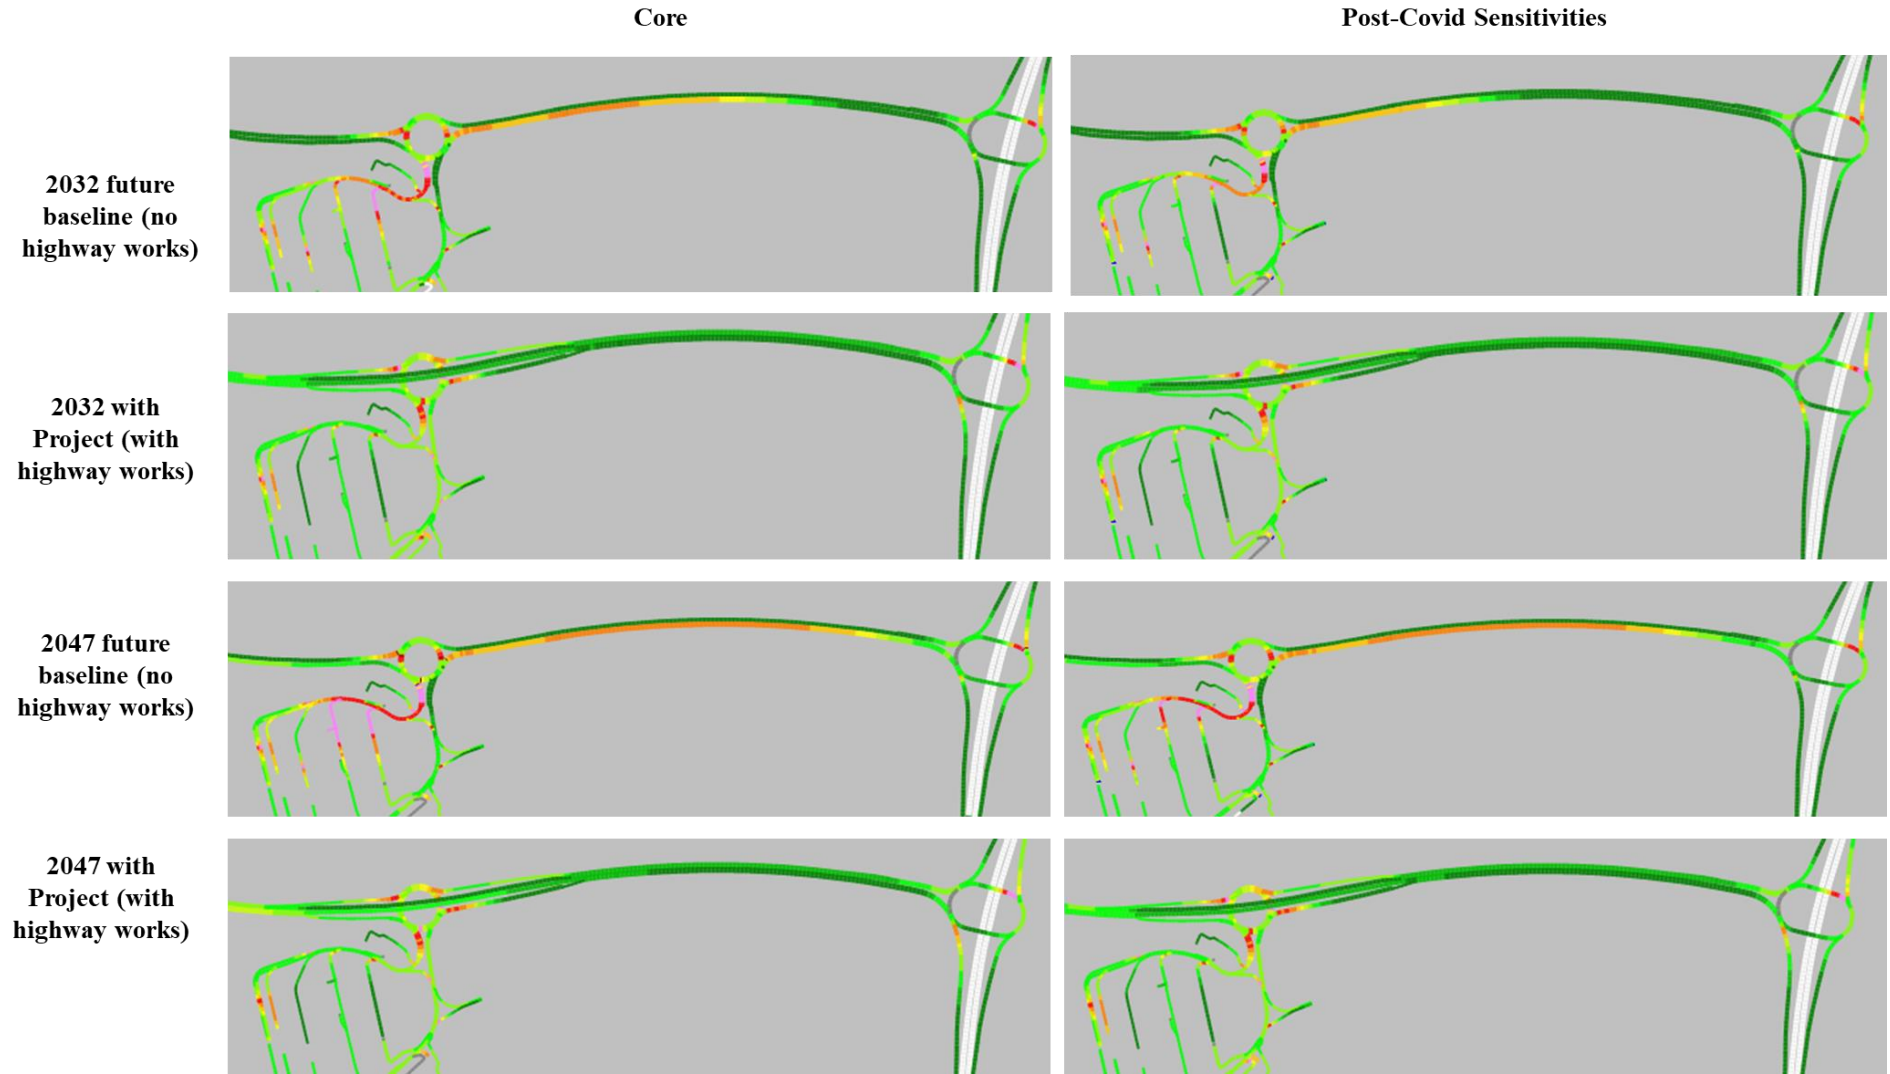 Core
Post-Covid Sensitivities
2032 future
baseline (no
highway works)
2032 with
Project (with
highway works)
2047 future
baseline (no
highway works)
2047 with
Project (with
highway works)